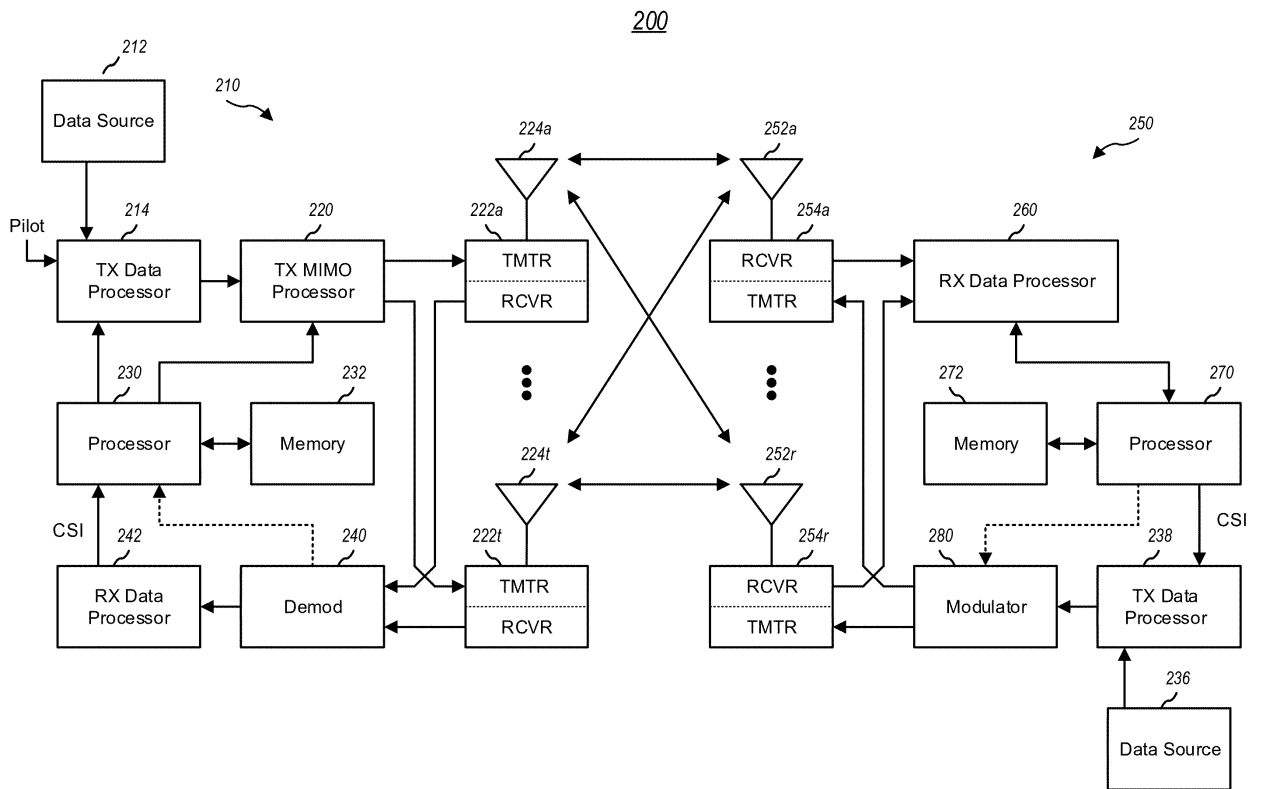 200
212
Data Source
210
224a
252a
250
Pilot
214
TX Data
Processor
220
TX MIMO
Processor
222a
TMTR
RCVR
254a
RCVR
TMTR
260
RX Data Processor
230
Processor
232
Memory
272
Memory
270
Processor
224t
252r
CSI
CSI
242
RX Data
Processor
240
Demod
222t
TMTR
RCVR
254r
RCVR
TMTR
280
Modulator
238
TX Data
Processor
236
Data Source